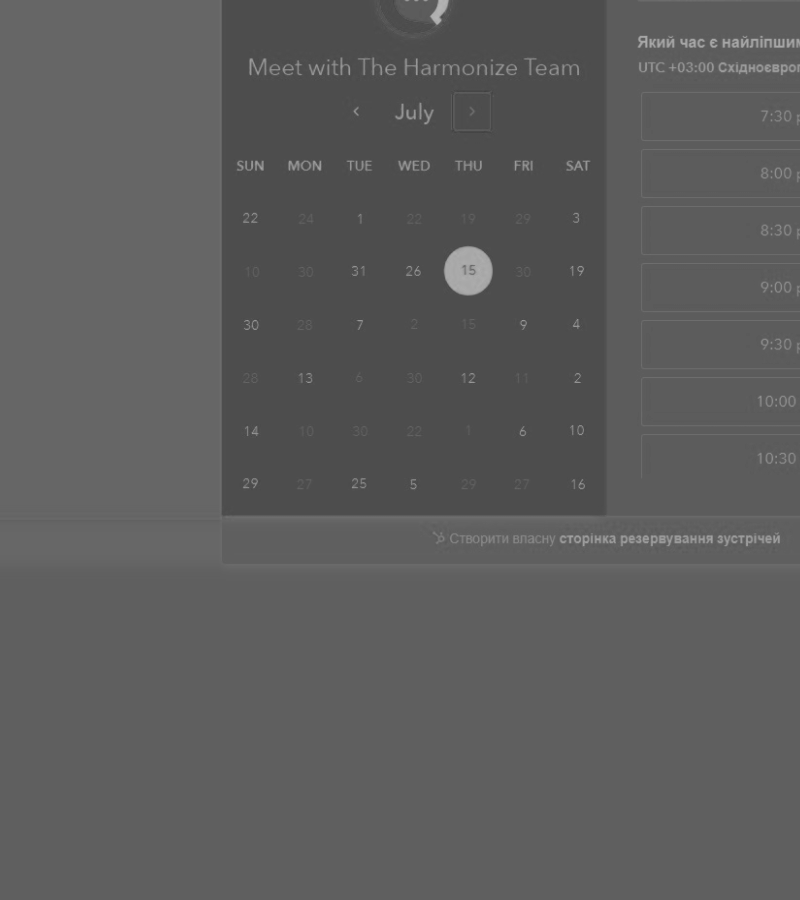 Meet with The Harmonize Team
July
SUN MON TUE WED THU FRI SAT
22 24 1 22 19 29 3
10 30 31 26 15 30 19
30 28 7 2 15 9 4
28 13 6 30 12 11 2
14 10 30 22 1 6 10
29 27 25 5 29 27 16
Який час є
UTC +03:00
7:30
8:00
8:30
9:00
9:30
10:00
10:30
Створити власну сторінка резервування зустрічей